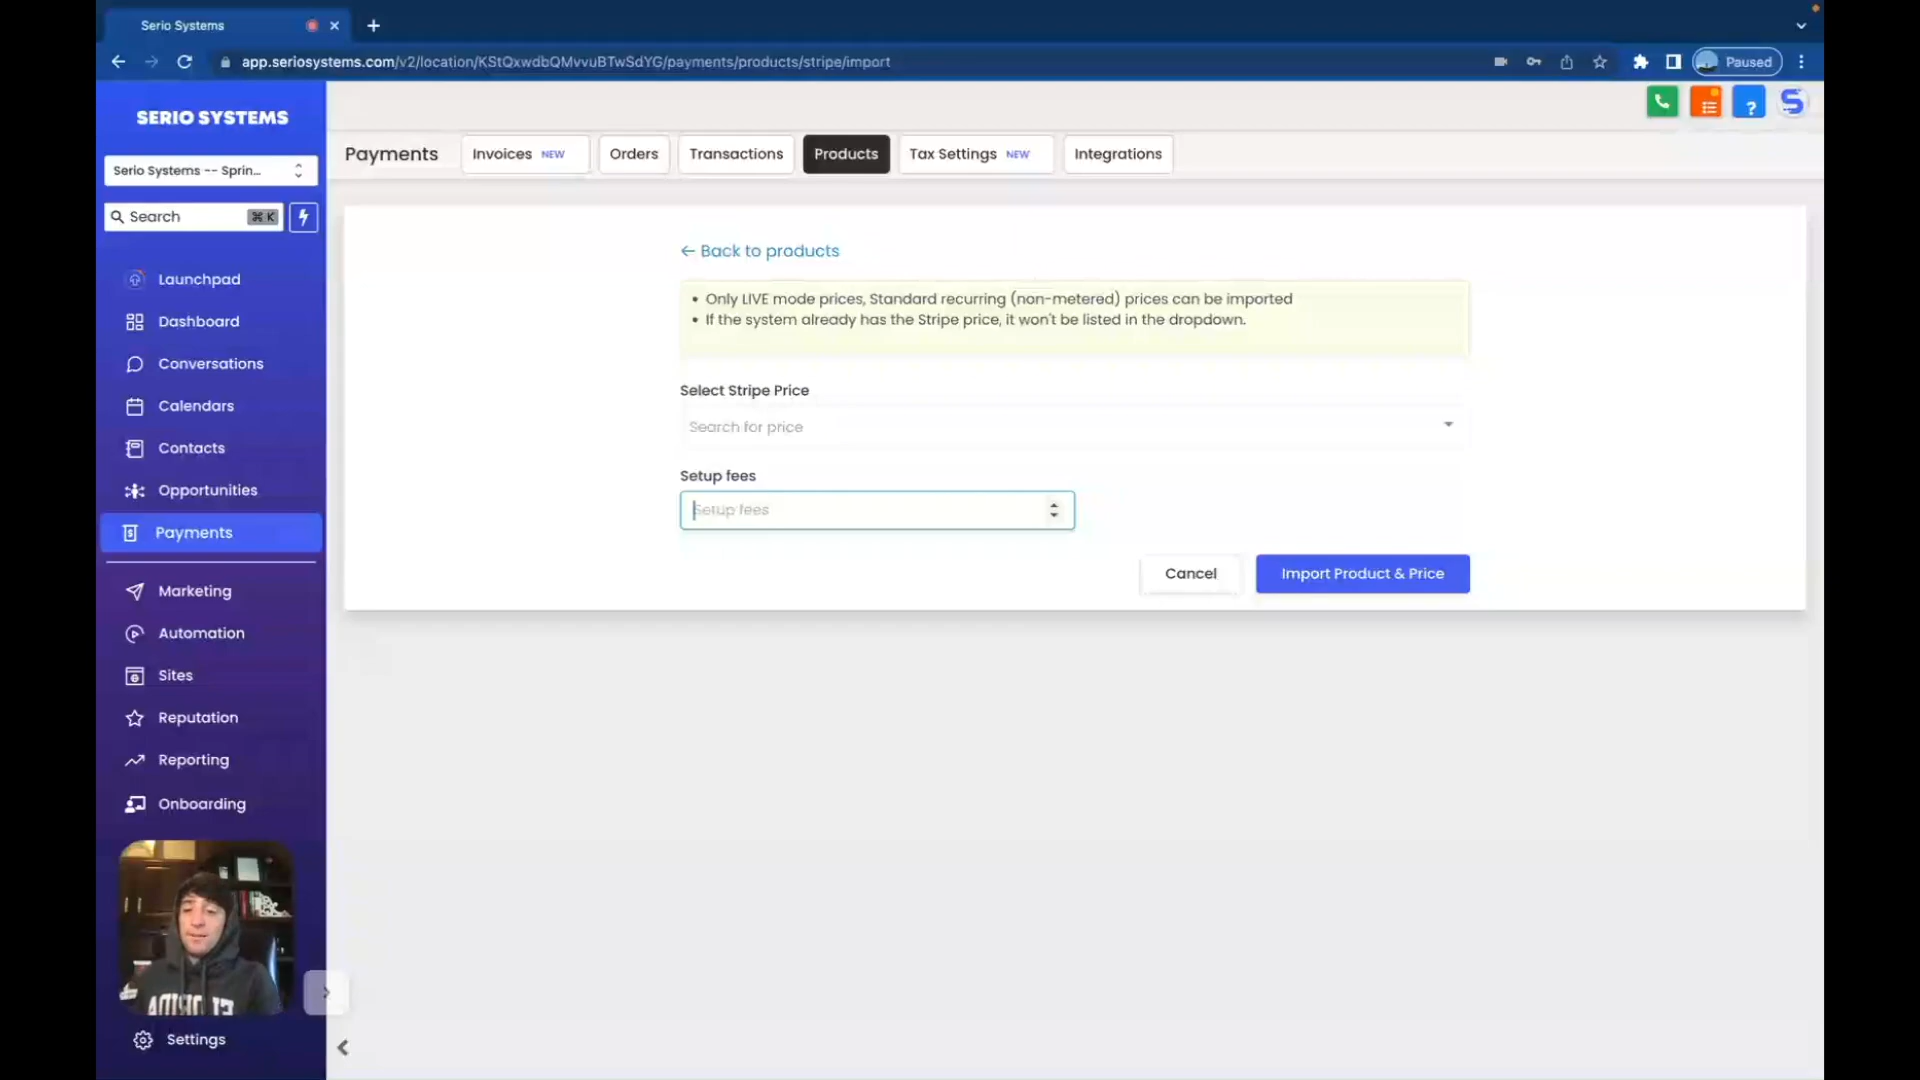 Serio Systems
app.seriosystems.com/v2/location/KStQxwdbQMvvuBTwSdYG/payments/products/stripe/import
Paused
SERIO SYSTEMS
Serio Systems -- Sprin...
Search
⌘ K
Launchpad
Dashboard
Conversations
Calendars
Contacts
Opportunities
Payments
Marketing
Automation
Sites
Reputation
Reporting
Onboarding
Settings
Payments
Invoices NEW
Orders
Transactions
Products
Tax Settings NEW
Integrations
← Back to products
• Only LIVE mode prices, Standard recurring (non-metered) prices can be imported
• If the system already has the Stripe price, it won't be listed in the dropdown.
Select Stripe Price
Search for price
Setup fees
Setup fees
Cancel
Import Product & Price